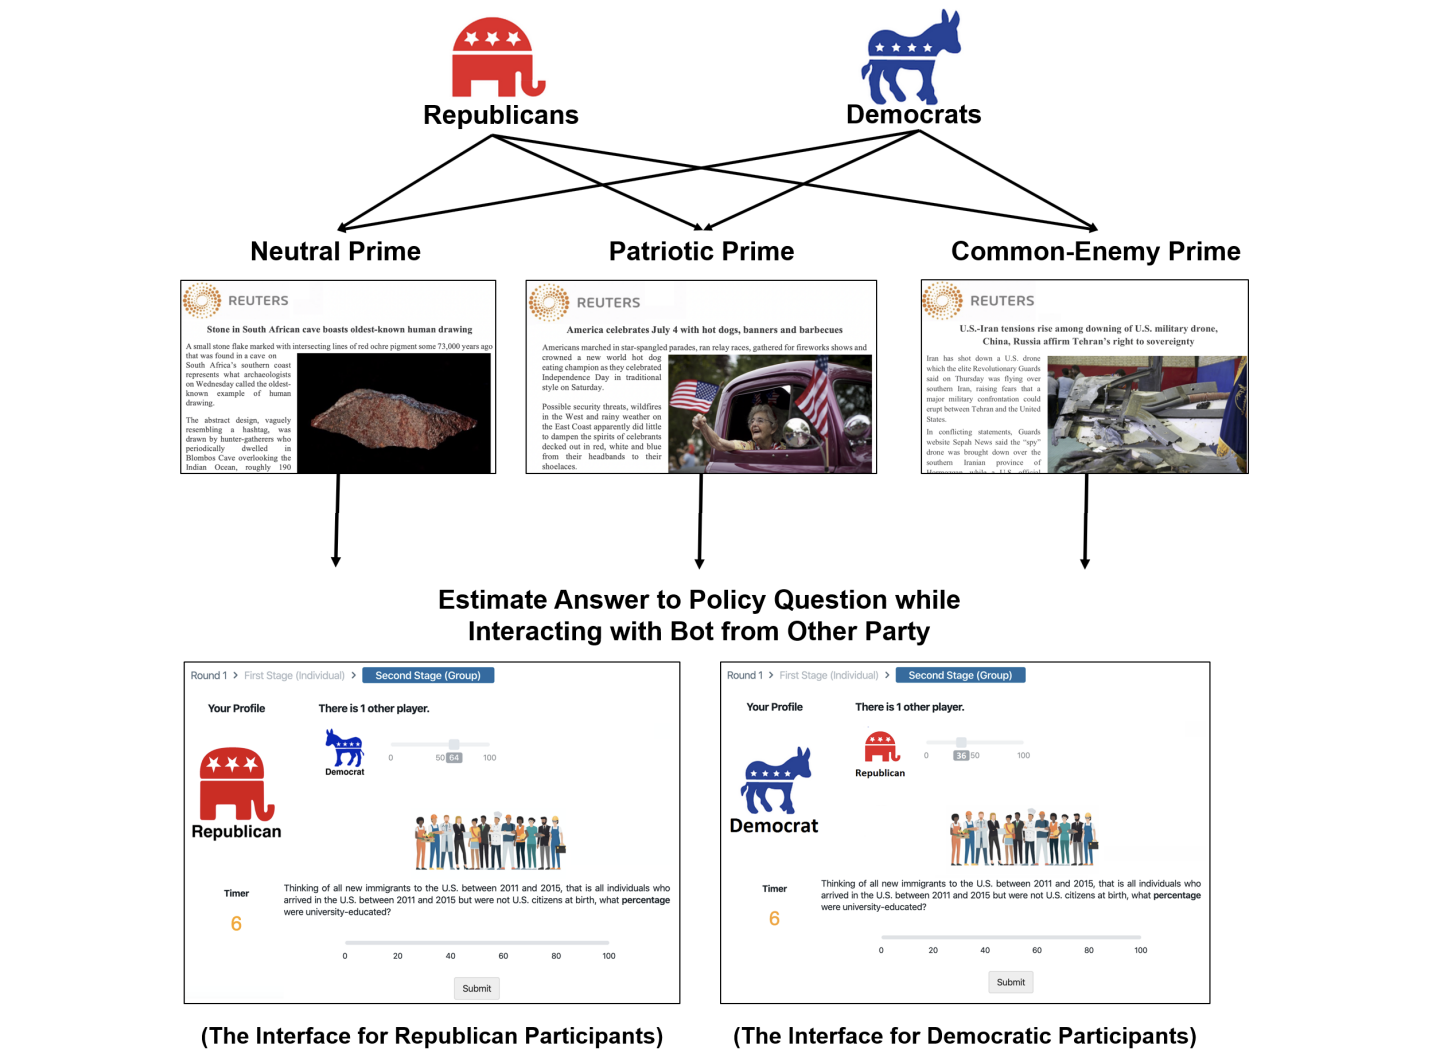 Republicans
Democrats
Neutral Prime
Patriotic Prime
Common-Enemy Prime
REUTERS
Stone in South African cave boasts oldest-known human drawing
A small stone flake marked with intersecting lines of red ochre pigment some 73,000 years ago
that was found in a cave on
South Africa's southern coast
represents what archaeologists
on Wednesday called the oldest-
known example of human
drawing.
The abstract design, vaguely
resembling a hashtag, was
drawn by hunter-gatherers who
periodically dwelled in
Blombos Cave overlooking the
Indian Ocean, roughly 190
REUTERS
America celebrates July 4 with hot dogs, banners and barbecues
Americans marched in star-spangled parades, ran relay races, gathered for fireworks shows and
crowned a new world hot dog
eating champion as they celebrated
Independence Day in traditional
style on Saturday.
Possible security threats, wildfires
in the West and rainy weather on
the East Coast apparently did little
to dampen the spirits of celebrants
decked out in red, white and blue
from their headbands to their
shoelaces.
REUTERS
U.S.-Iran tensions rise among downing of U.S. military drone,
China, Russia affirm Tehran's right to sovereignty
Iran has shot down a U.S. drone
which the elite Revolutionary Guards
said on Thursday was flying over
southern Iran, raising fears that a
major military confrontation could
erupt between Tehran and the United
States.
In conflicting statements, Guards
website Sepah News said the "spy"
drone was brought down over the
southern Iranian province of
Hormozgan, while a U.S. official
Estimate Answer to Policy Question while
Interacting with Bot from Other Party
Round 1 > First Stage (Individual) > Second Stage (Group)
Your Profile
There is 1 other player.
Democrat
0 50 64 100
Republican
Timer
6
Thinking of all new immigrants to the U.S. between 2011 and 2015, that is all individuals who
arrived in the U.S. between 2011 and 2015 but were not U.S. citizens at birth, what percentage
were university-educated?
0 20 40 60 80 100
Submit
(The Interface for Republican Participants)
Round 1 > First Stage (Individual) > Second Stage (Group)
Your Profile
There is 1 other player.
Republican
0 36 50 100
Democrat
Timer
6
Thinking of all new immigrants to the U.S. between 2011 and 2015, that is all individuals who
arrived in the U.S. between 2011 and 2015 but were not U.S. citizens at birth, what percentage
were university-educated?
0 20 40 60 80 100
Submit
(The Interface for Democratic Participants)